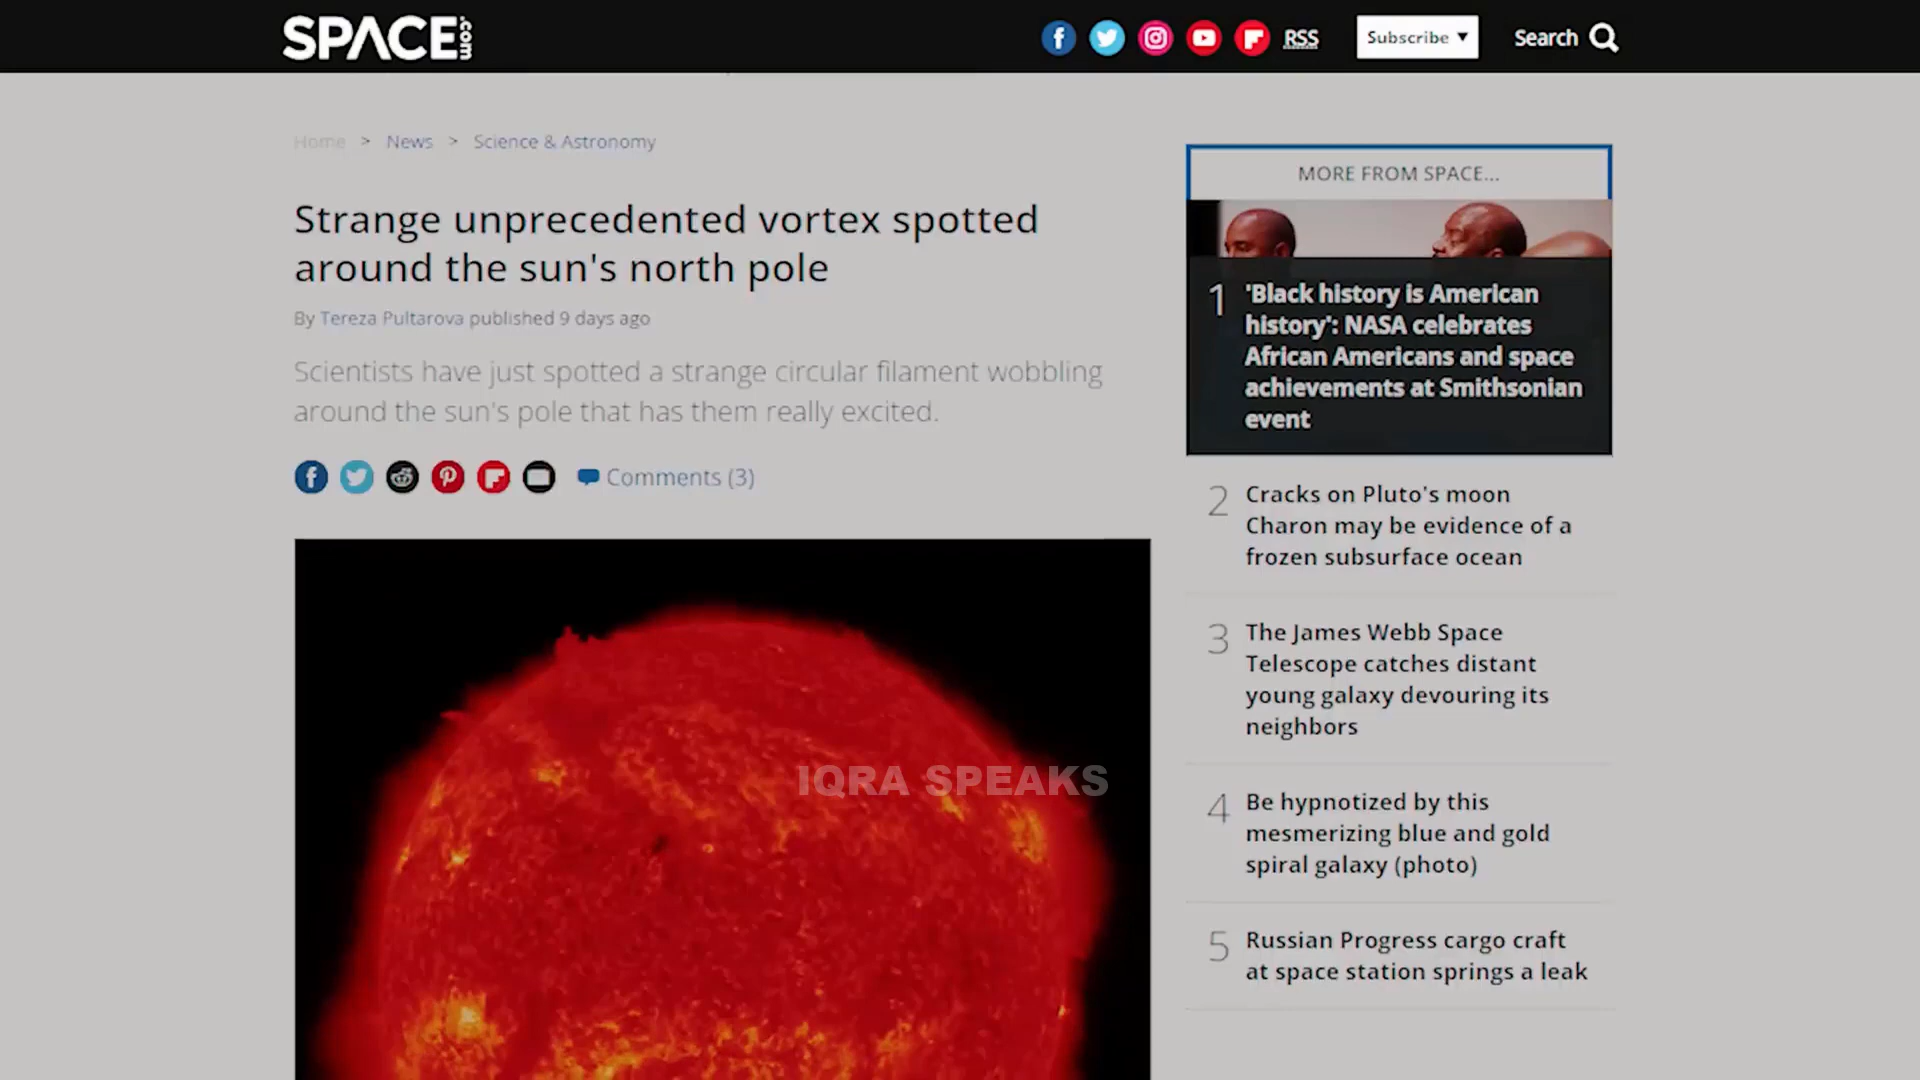 SPACE.com
RSS
Subscribe ▼
Search
Home > News > Science & Astronomy
Strange unprecedented vortex spotted
around the sun's north pole
By Tereza Pultarova published 9 days ago
Scientists have just spotted a strange circular filament wobbling
around the sun's pole that has them really excited.
Comments (3)
IQRA SPEAKS
MORE FROM SPACE...
1 'Black history is American
history': NASA celebrates
African Americans and space
achievements at Smithsonian
event
2 Cracks on Pluto's moon
Charon may be evidence of a
frozen subsurface ocean
3 The James Webb Space
Telescope catches distant
young galaxy devouring its
neighbors
4 Be hypnotized by this
mesmerizing blue and gold
spiral galaxy (photo)
5 Russian Progress cargo craft
at space station springs a leak